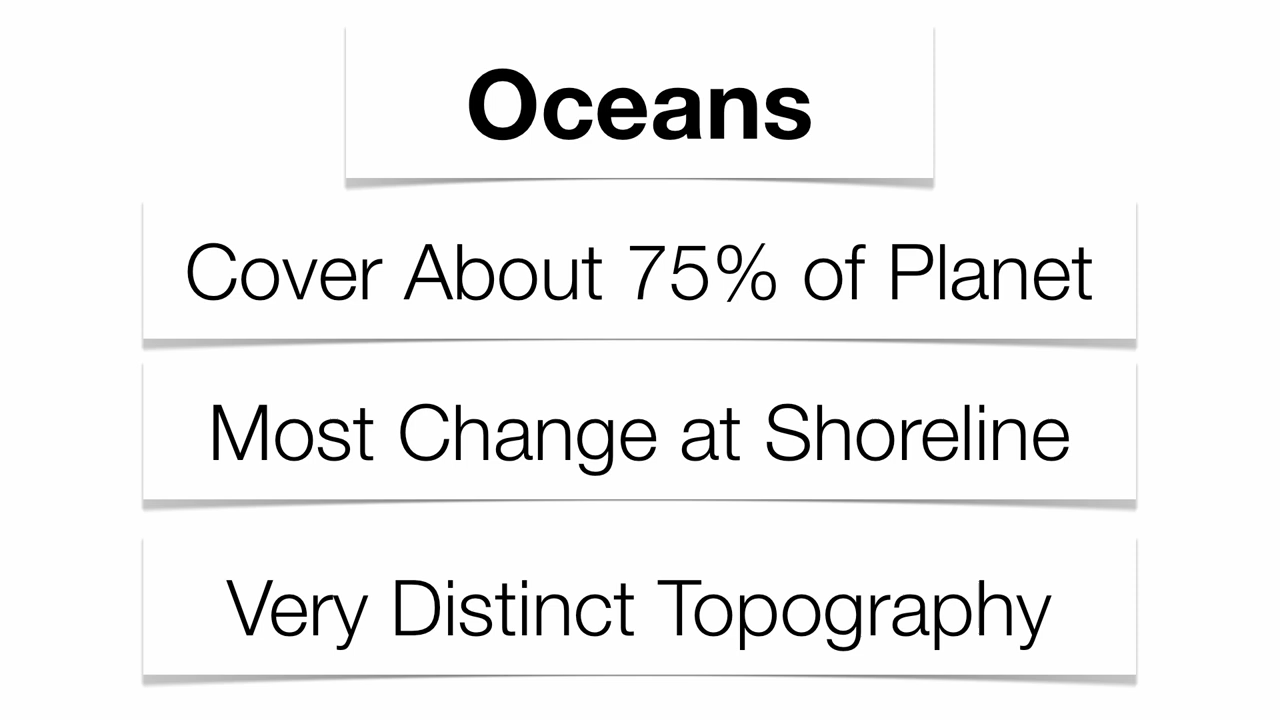 Oceans
Cover About 75% of Planet
Most Change at Shoreline
Very Distinct Topography